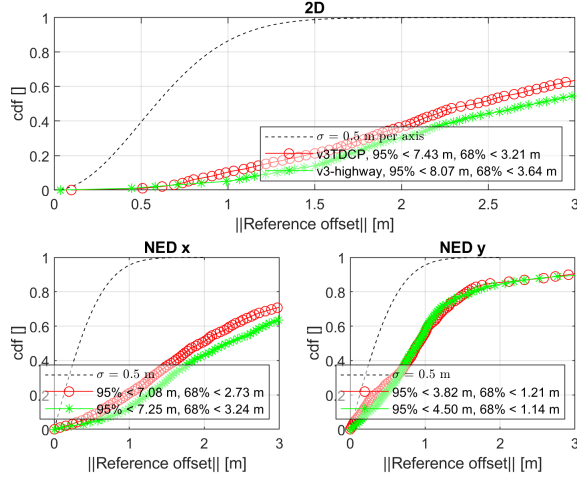 2D
1
0.8
0.6
0.4
0.2
0
cdf []
σ = 0.5 m per axis
v3TDCP, 95% < 7.43 m, 68% < 3.21 m
v3-highway, 95% < 8.07 m, 68% < 3.64 m
0 0.5 1 1.5 2 2.5 3
||Reference offset|| [m]
NED x
1
0.8
0.6
0.4
0.2
0
cdf []
σ = 0.5 m
95% < 7.08 m, 68% < 2.73 m
95% < 7.25 m, 68% < 3.24 m
0 1 2 3
||Reference offset|| [m]
NED y
1
0.8
0.6
0.4
0.2
0
cdf []
σ = 0.5 m
95% < 3.82 m, 68% < 1.21 m
95% < 4.50 m, 68% < 1.14 m
0 1 2 3
||Reference offset|| [m]